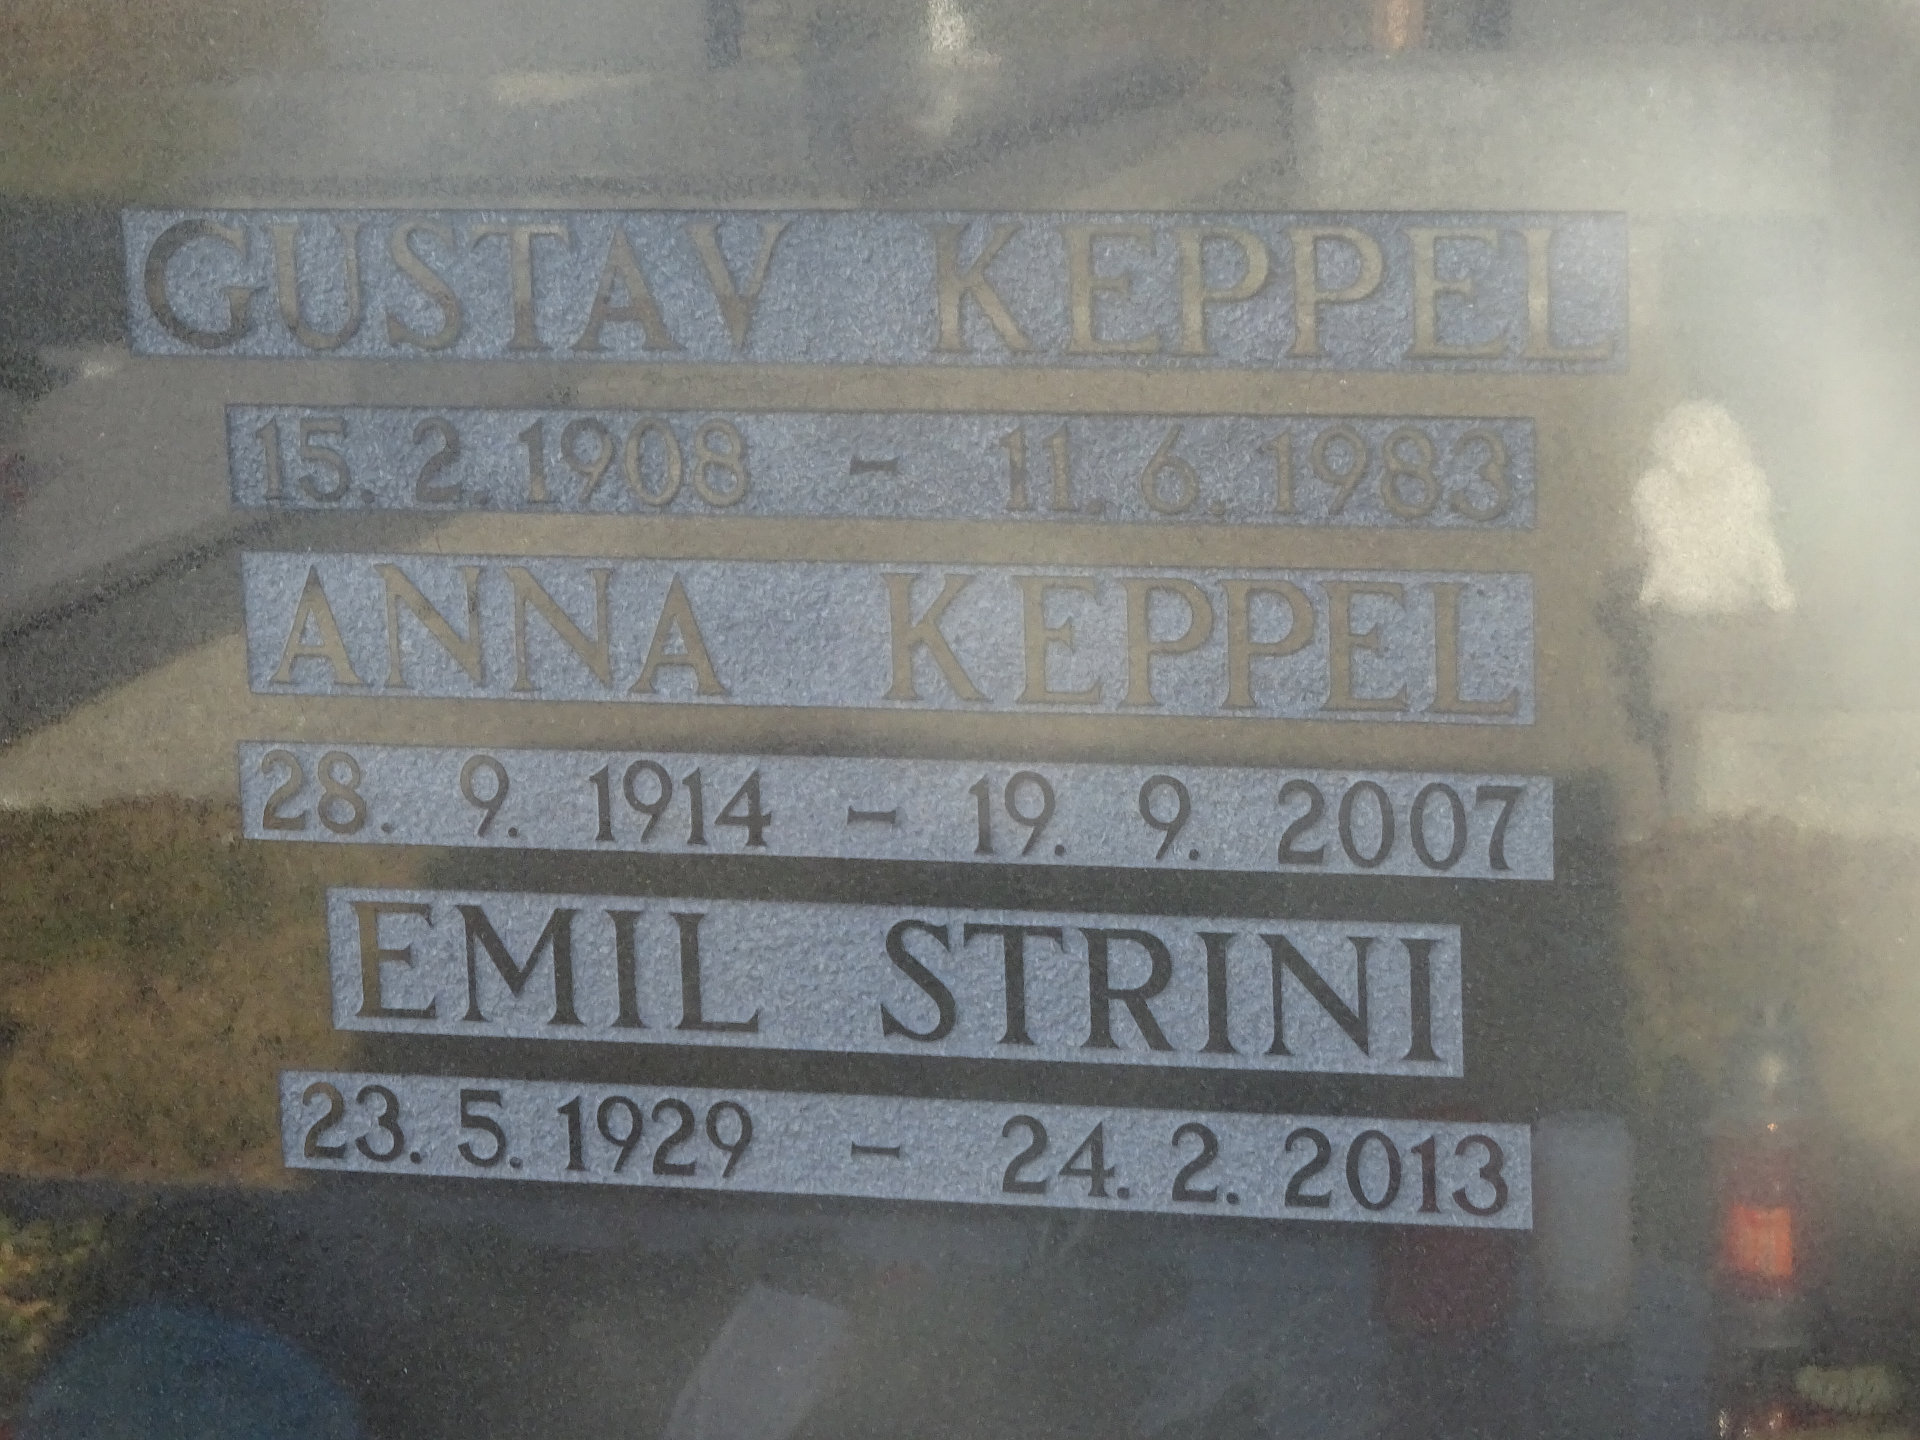 GUSTAV KEPPEL
15. 2. 1908 - 11. 6. 1983
ANNA KEPPEL
28. 9. 1914 - 19. 9. 2007
EMIL STRINI
23. 5. 1929 - 24. 2. 2013